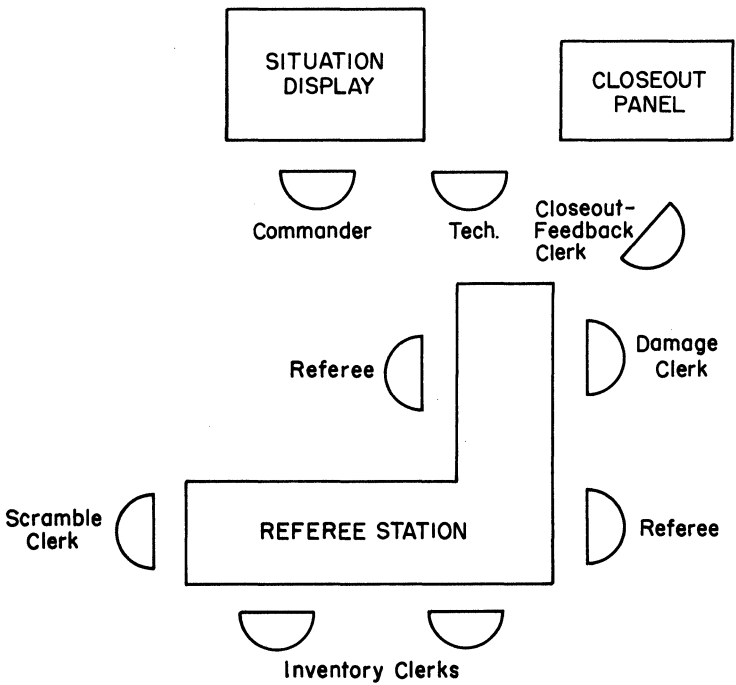 SITUATION
DISPLAY
CLOSEOUT
PANEL
Commander
Tech.
Closeout-
Feedback
Clerk
Referee
Damage
Clerk
Scramble
Clerk
REFEREE STATION
Referee
Inventory Clerks